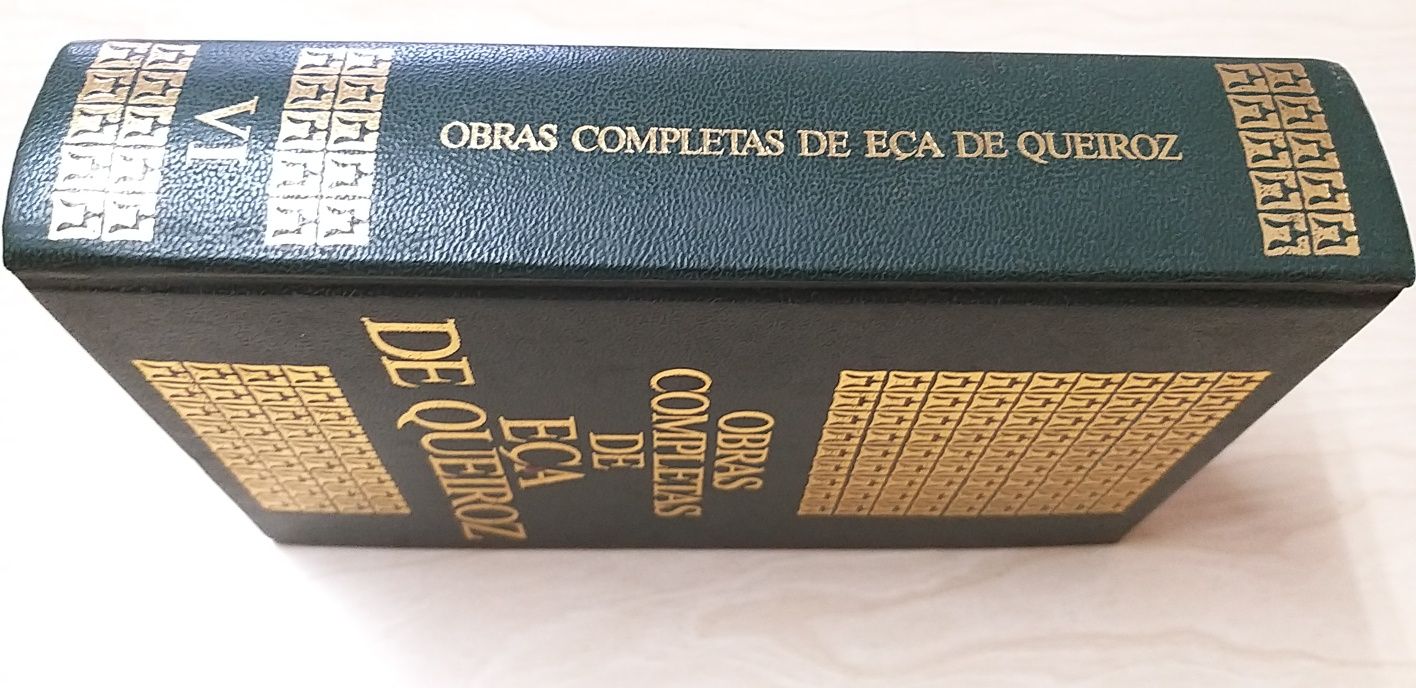 VI
OBRAS COMPLETAS DE EÇA DE QUEIROZ
OBRAS
COMPLETAS
DE
EÇA
DE QUEIROZ